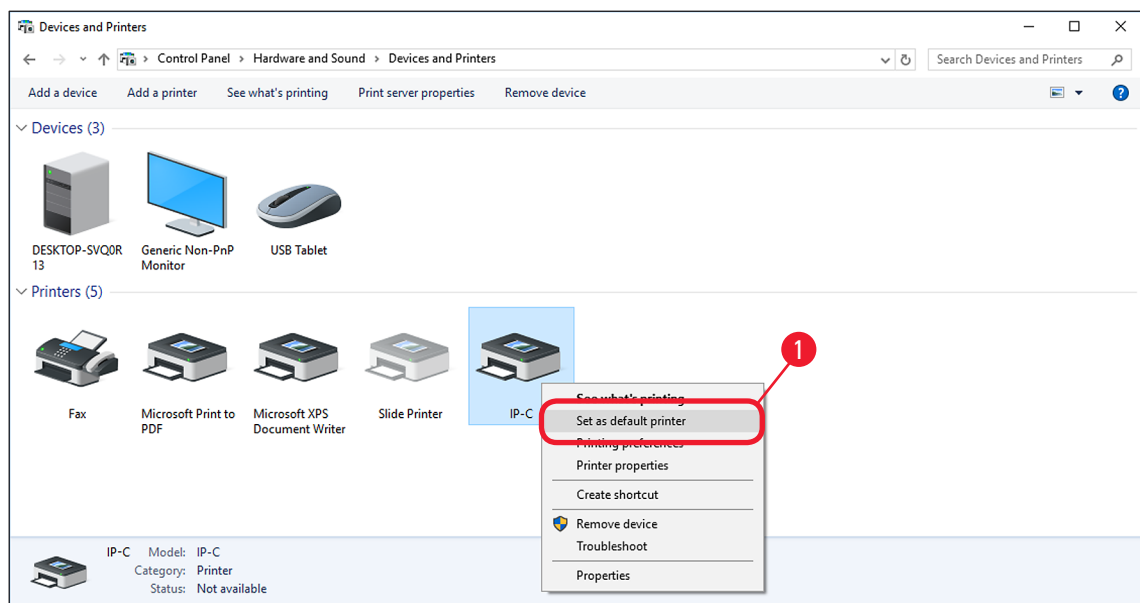 Devices and Printers
Control Panel > Hardware and Sound > Devices and Printers
Search Devices and Printers
Add a device Add a printer See what's printing Print server properties Remove device
?
Devices (3)
DESKTOP-SVQ0R
13
Generic Non-PnP
Monitor
USB Tablet
Printers (5)
Fax
Microsoft Print to
PDF
Microsoft XPS
Document Writer
Slide Printer
IP-C
1
See what's printing
Set as default printer
Printing preferences
Printer properties
Create shortcut
Remove device
Troubleshoot
Properties
IP-C Model: IP-C
Category: Printer
Status: Not available